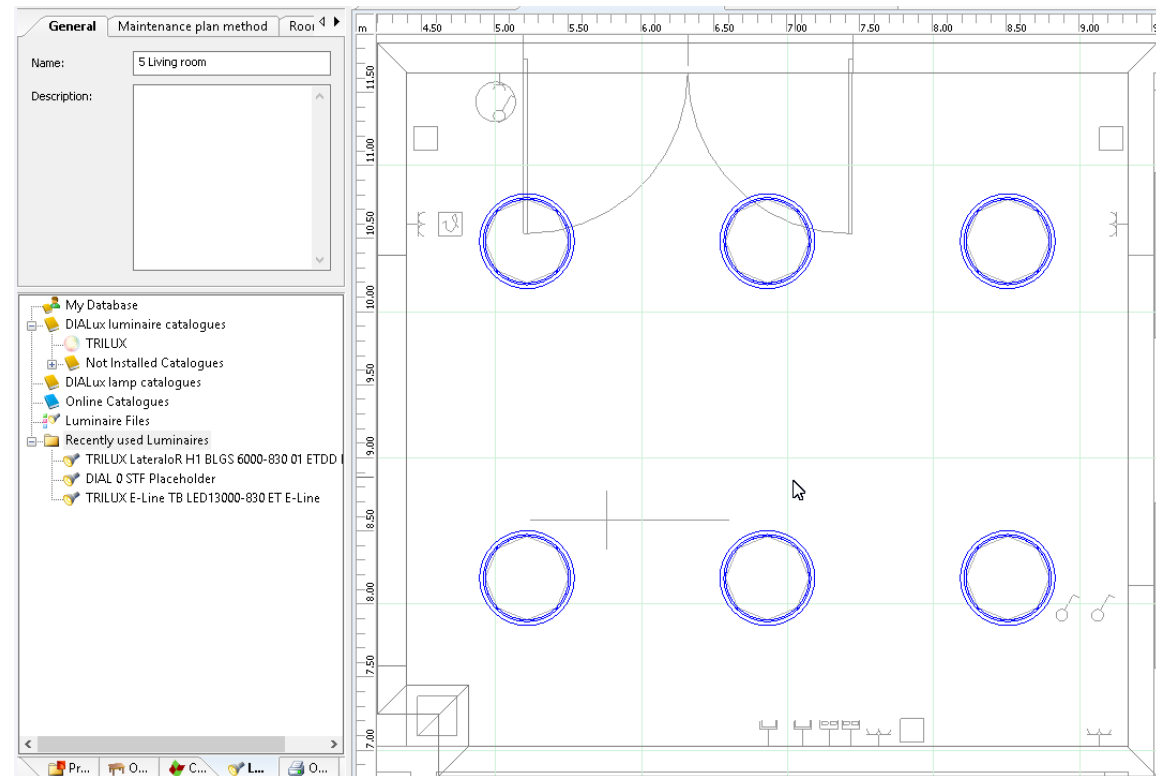 General Maintenance plan method Roor
Name: 5 Living room
Description:
My Database
DIALux luminaire catalogues
TRILUX
Not Installed Catalogues
DIALux lamp catalogues
Online Catalogues
Luminaire Files
Recently used Luminaires
TRILUX LateraloR H1 BLGS 6000-830 01 ETDD
DIAL 0 STF Placeholder
TRILUX E-Line TB LED13000-830 ET E-Line
Pr... O... C... L... O...
m 4.50 5.00 5.50 6.00 6.50 7.00 7.50 8.00 8.50 9.00
11.50
11.00
10.50
10.00
9.50
9.00
8.50
8.00
7.50
7.00